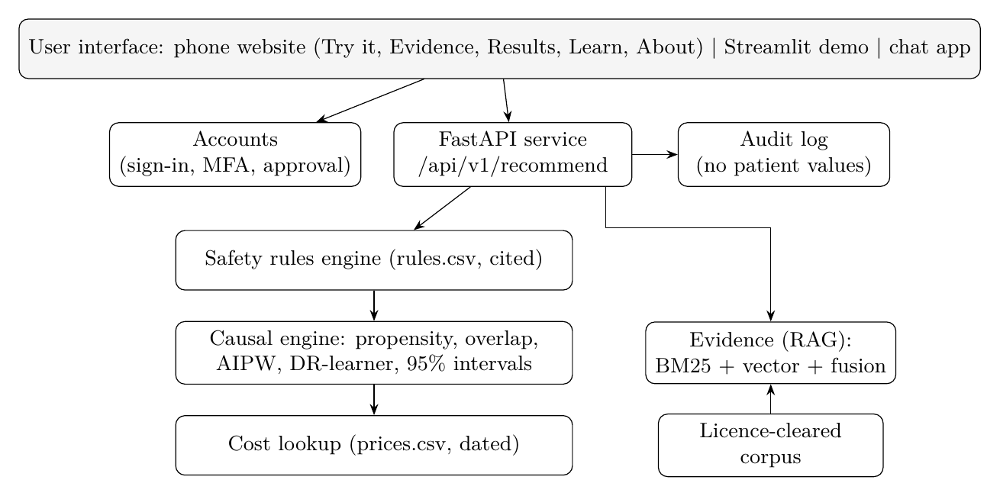 User interface: phone website (Try it, Evidence, Results, Learn, About) | Streamlit demo | chat app
Accounts
(sign-in, MFA, approval)
FastAPI service
/api/v1/recommend
Audit log
(no patient values)
Safety rules engine (rules.csv, cited)
Causal engine: propensity, overlap,
AIPW, DR-learner, 95% intervals
Evidence (RAG):
BM25 + vector + fusion
Cost lookup (prices.csv, dated)
Licence-cleared
corpus